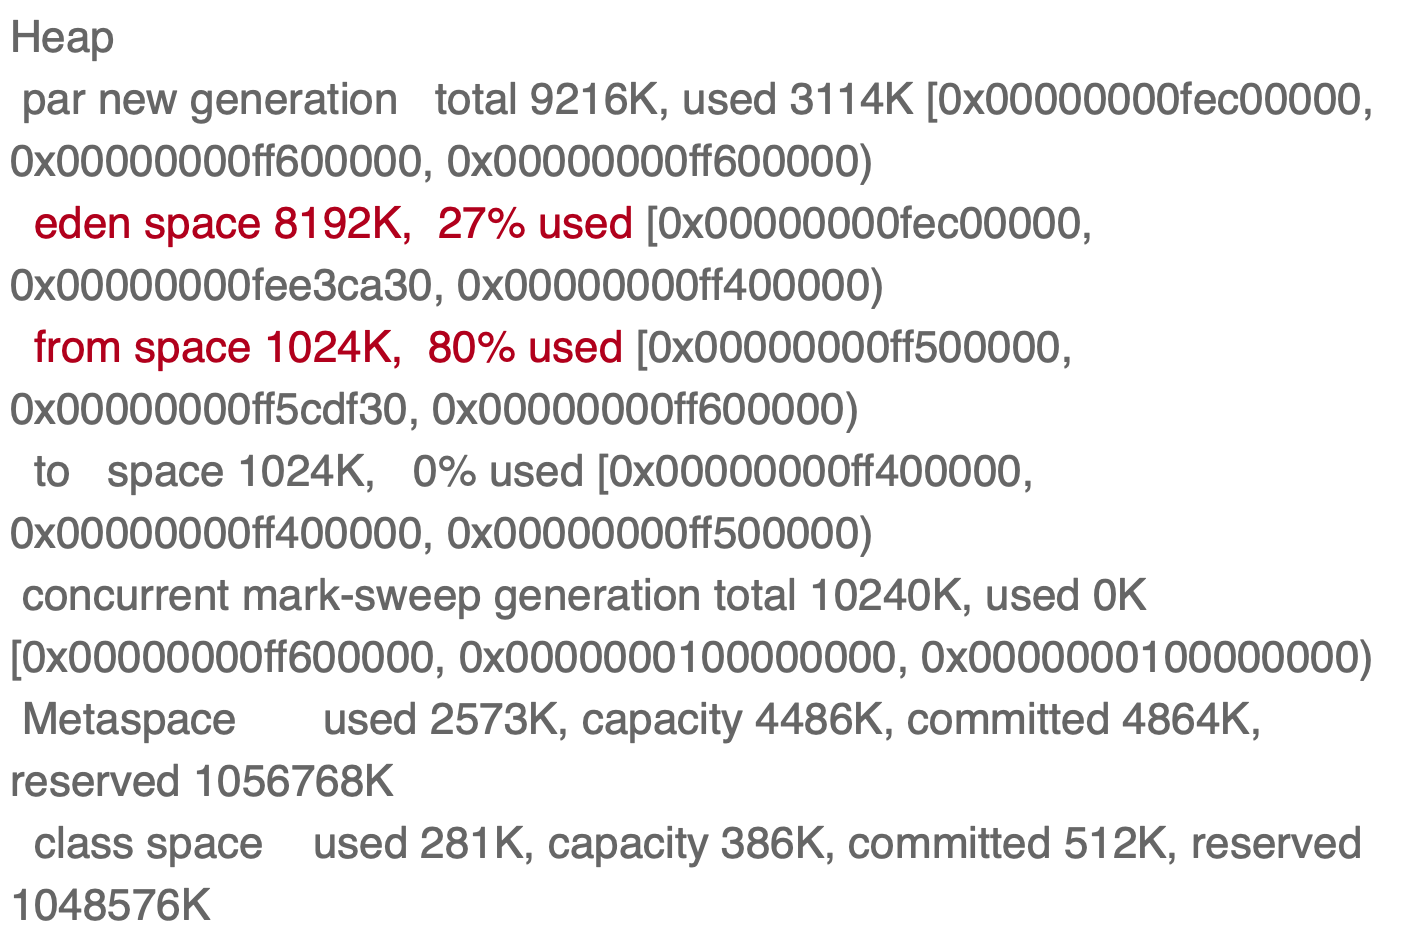 Heap
 par new generation   total 9216K, used 3114K [0x00000000fec00000,
0x00000000ff600000, 0x00000000ff600000)
  eden space 8192K,  27% used [0x00000000fec00000,
0x00000000fee3ca30, 0x00000000ff400000)
  from space 1024K,  80% used [0x00000000ff500000,
0x00000000ff5cdf30, 0x00000000ff600000)
  to   space 1024K,   0% used [0x00000000ff400000,
0x00000000ff400000, 0x00000000ff500000)
 concurrent mark-sweep generation total 10240K, used 0K
[0x00000000ff600000, 0x0000000100000000, 0x0000000100000000)
 Metaspace       used 2573K, capacity 4486K, committed 4864K,
reserved 1056768K
  class space    used 281K, capacity 386K, committed 512K, reserved
1048576K